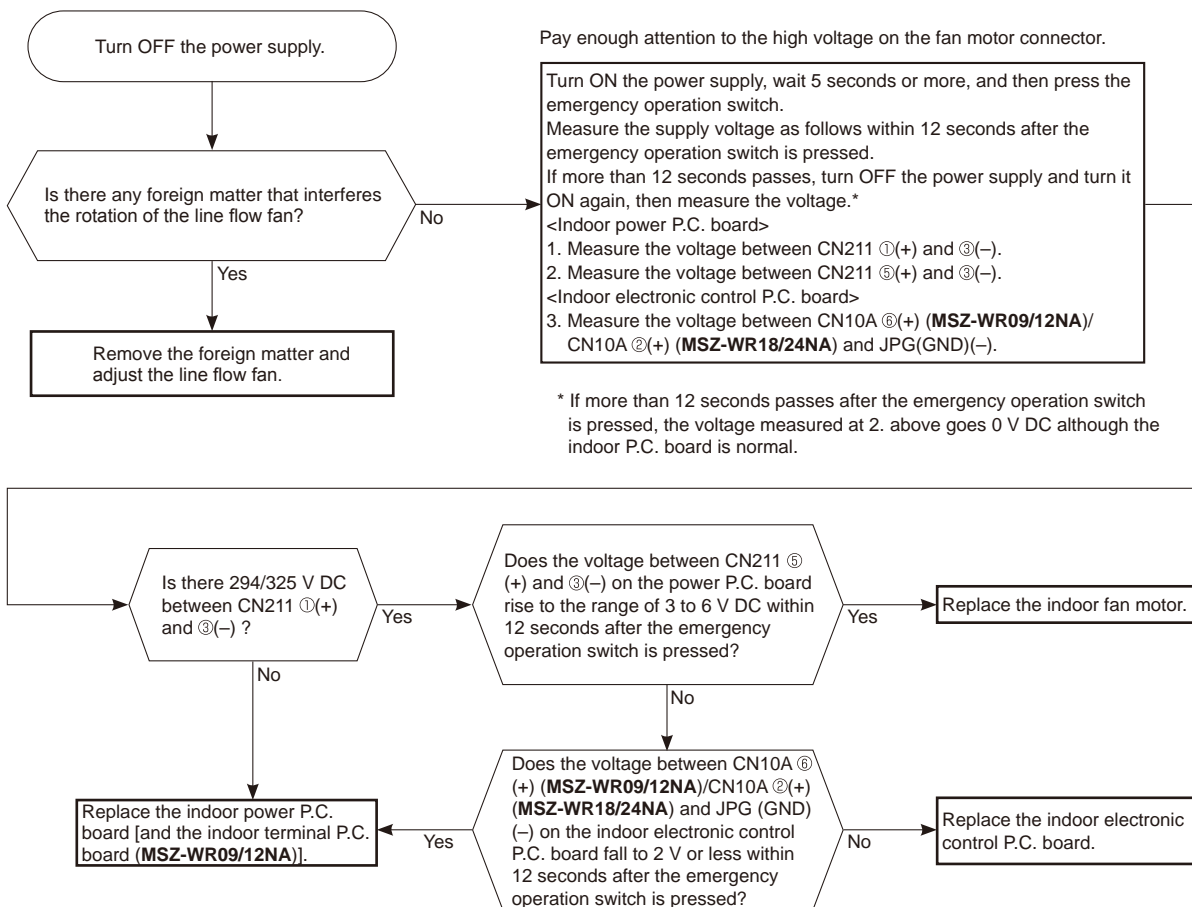 Turn OFF the power supply.
Is there any foreign matter that interferes
the rotation of the line flow fan?
No
Yes
Remove the foreign matter and
adjust the line flow fan.
Pay enough attention to the high voltage on the fan motor connector.
Turn ON the power supply, wait 5 seconds or more, and then press the
emergency operation switch.
Measure the supply voltage as follows within 12 seconds after the
emergency operation switch is pressed.
If more than 12 seconds passes, turn OFF the power supply and turn it
ON again, then measure the voltage.*
<Indoor power P.C. board>
1. Measure the voltage between CN211 ①(+) and ③(–).
2. Measure the voltage between CN211 ⑤(+) and ③(–).
<Indoor electronic control P.C. board>
3. Measure the voltage between CN10A ⑥(+) (MSZ-WR09/12NA)/
CN10A ②(+) (MSZ-WR18/24NA) and JPG(GND)(–).
* If more than 12 seconds passes after the emergency operation switch
is pressed, the voltage measured at 2. above goes 0 V DC although the
indoor P.C. board is normal.
Is there 294/325 V DC
between CN211 ①(+)
and ③(–) ?
Yes
No
Does the voltage between CN211 ⑤
(+) and ③(–) on the power P.C. board
rise to the range of 3 to 6 V DC within
12 seconds after the emergency
operation switch is pressed?
Yes
No
Replace the indoor fan motor.
Replace the indoor power P.C.
board [and the indoor terminal P.C.
board (MSZ-WR09/12NA)].
Yes
Does the voltage between CN10A ⑥
(+) (MSZ-WR09/12NA)/CN10A ②(+)
(MSZ-WR18/24NA) and JPG (GND)
(–) on the indoor electronic control
P.C. board fall to 2 V or less within
12 seconds after the emergency
operation switch is pressed?
No
Replace the indoor electronic
control P.C. board.